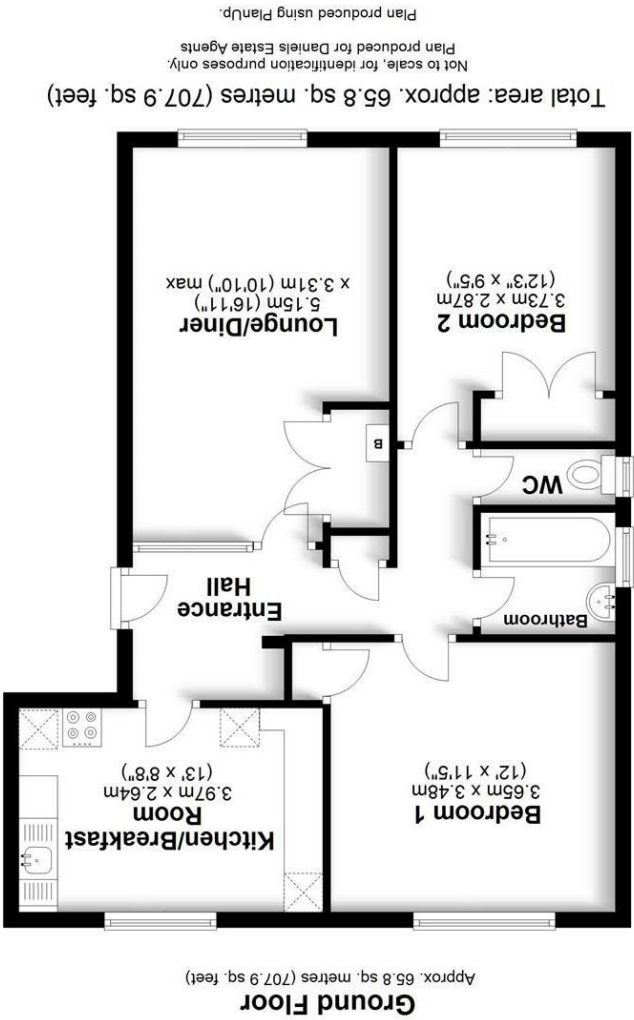 Ground Floor
Approx. 65.8 sq. metres (707.9 sq. feet)
Bedroom 1
3.65m x 3.48m
(12' x 11'5")
Kitchen/Breakfast
Room
3.97m x 2.64m
(13' x 8'8")
Bathroom
Entrance
Hall
WC
B
Bedroom 2
3.73m x 2.87m
(12'3" x 9'5")
Lounge/Diner
5.15m (16'11")
x 3.31m (10'10") max
Total area: approx. 65.8 sq. metres (707.9 sq. feet)
Not to scale, for identification purposes only.
Plan produced for Daniels Estate Agents
Plan produced using PlanUp.